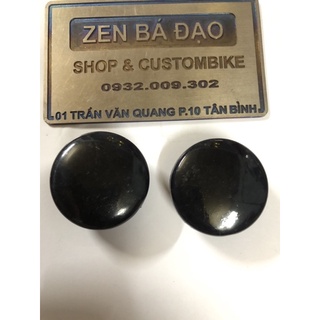 ZEN BÁ ĐẠO
SHOP & CUSTOMBIKE
0932.009.302
01 TRẦN VĂN QUANG P.10 TÂN BÌNH